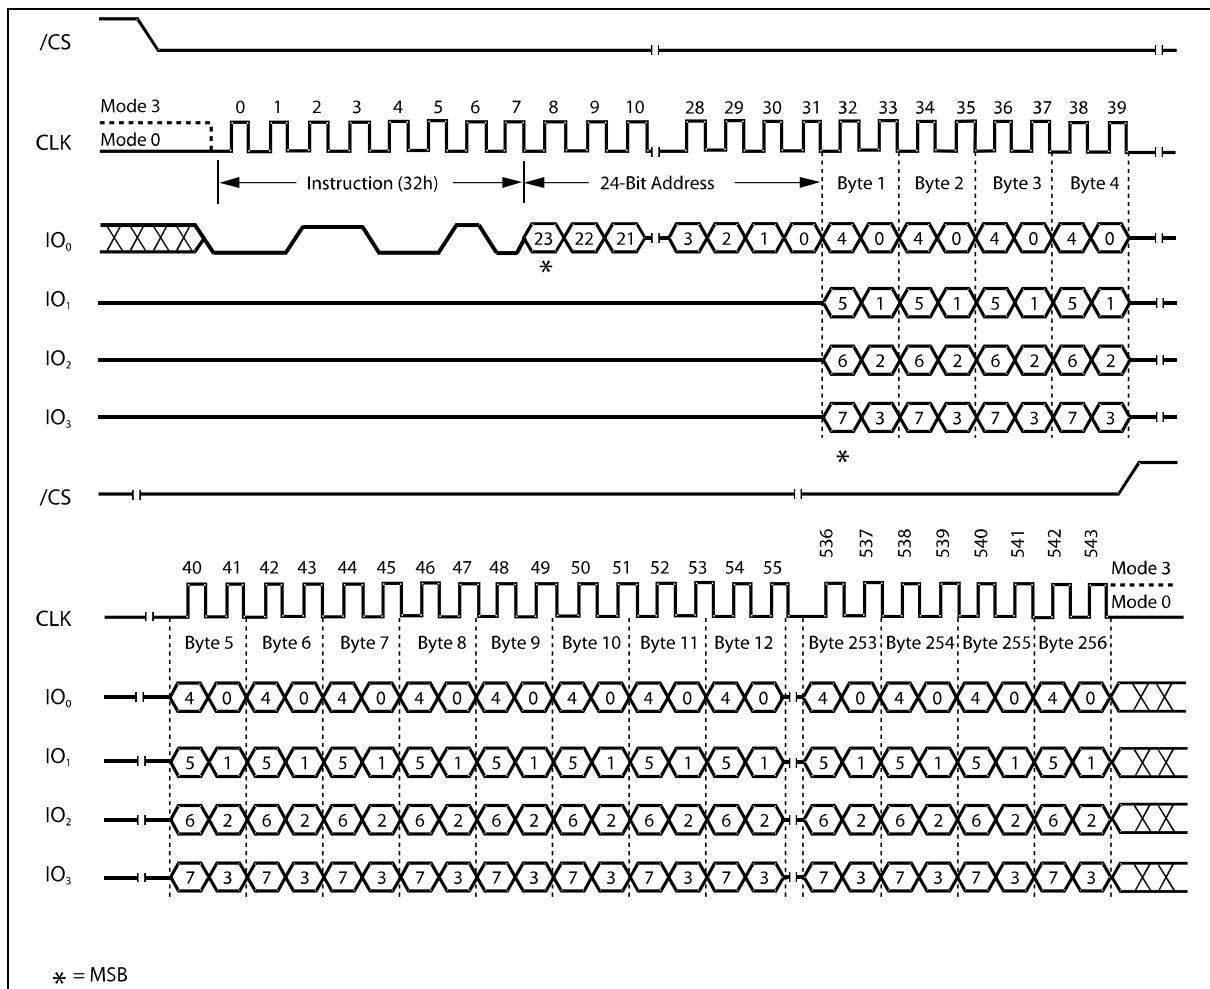 /CS
Mode 3
0 1 2 3 4 5 6 7 8 9 10 28 29 30 31 32 33 34 35 36 37 38 39
CLK
Mode 0
Instruction (32h) 24-Bit Address Byte 1 Byte 2 Byte 3 Byte 4
IO₀ 23 22 21 3 2 1 0 4 0 4 0 4 0 4 0
*
IO₁ 5 1 5 1 5 1 5 1
IO₂ 6 2 6 2 6 2 6 2
IO₃ 7 3 7 3 7 3 7 3
*
/CS
40 41 42 43 44 45 46 47 48 49 50 51 52 53 54 55 536 537 538 539 540 541 542 543 Mode 3
CLK Mode 0
Byte 5 Byte 6 Byte 7 Byte 8 Byte 9 Byte 10 Byte 11 Byte 12 Byte 253 Byte 254 Byte 255 Byte 256
IO₀ 4 0 4 0 4 0 4 0 4 0 4 0 4 0 4 0 4 0 4 0 4 0 4 0
IO₁ 5 1 5 1 5 1 5 1 5 1 5 1 5 1 5 1 5 1 5 1 5 1 5 1
IO₂ 6 2 6 2 6 2 6 2 6 2 6 2 6 2 6 2 6 2 6 2 6 2 6 2
IO₃ 7 3 7 3 7 3 7 3 7 3 7 3 7 3 7 3 7 3 7 3 7 3 7 3
* = MSB